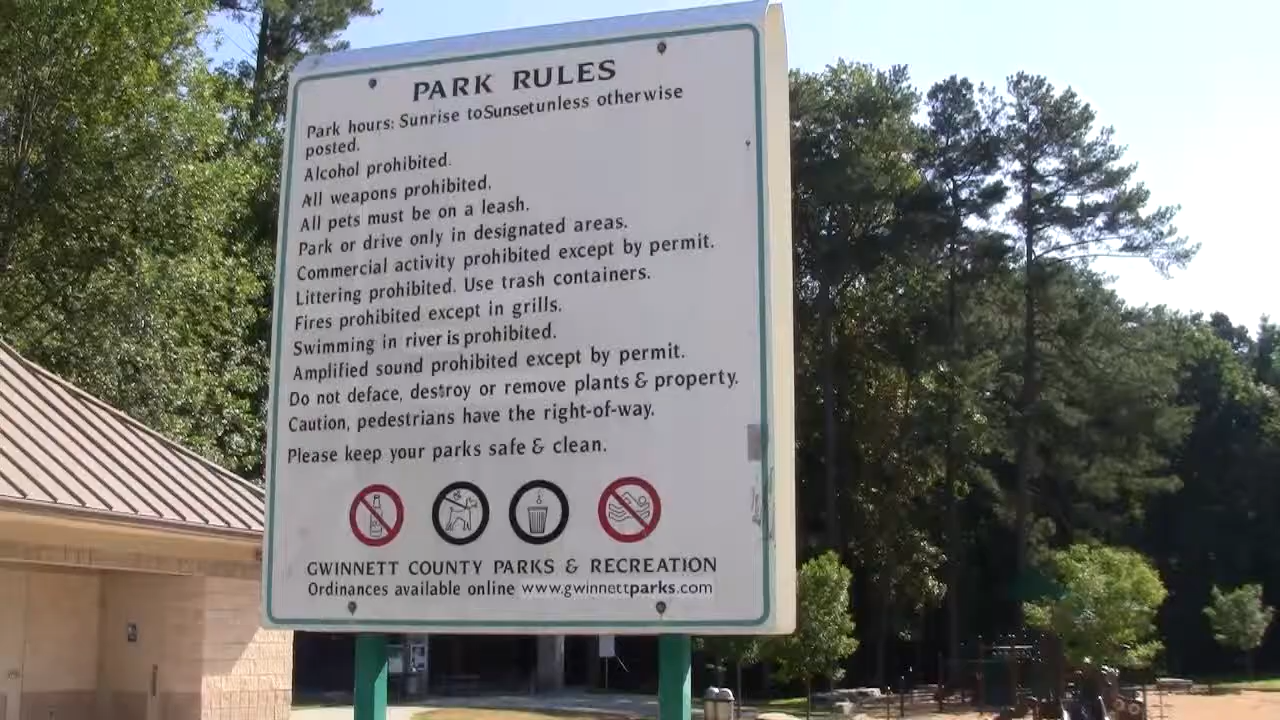 PARK RULES
Park hours: Sunrise to Sunset unless otherwise
posted.
Alcohol prohibited.
All weapons prohibited.
All pets must be on a leash.
Park or drive only in designated areas.
Commercial activity prohibited except by permit.
Littering prohibited. Use trash containers.
Fires prohibited except in grills.
Swimming in river is prohibited.
Amplified sound prohibited except by permit.
Do not deface, destroy or remove plants & property.
Caution, pedestrians have the right-of-way.
Please keep your parks safe & clean.
GWINNETT COUNTY PARKS & RECREATION
Ordinances available online www.gwinnettparks.com